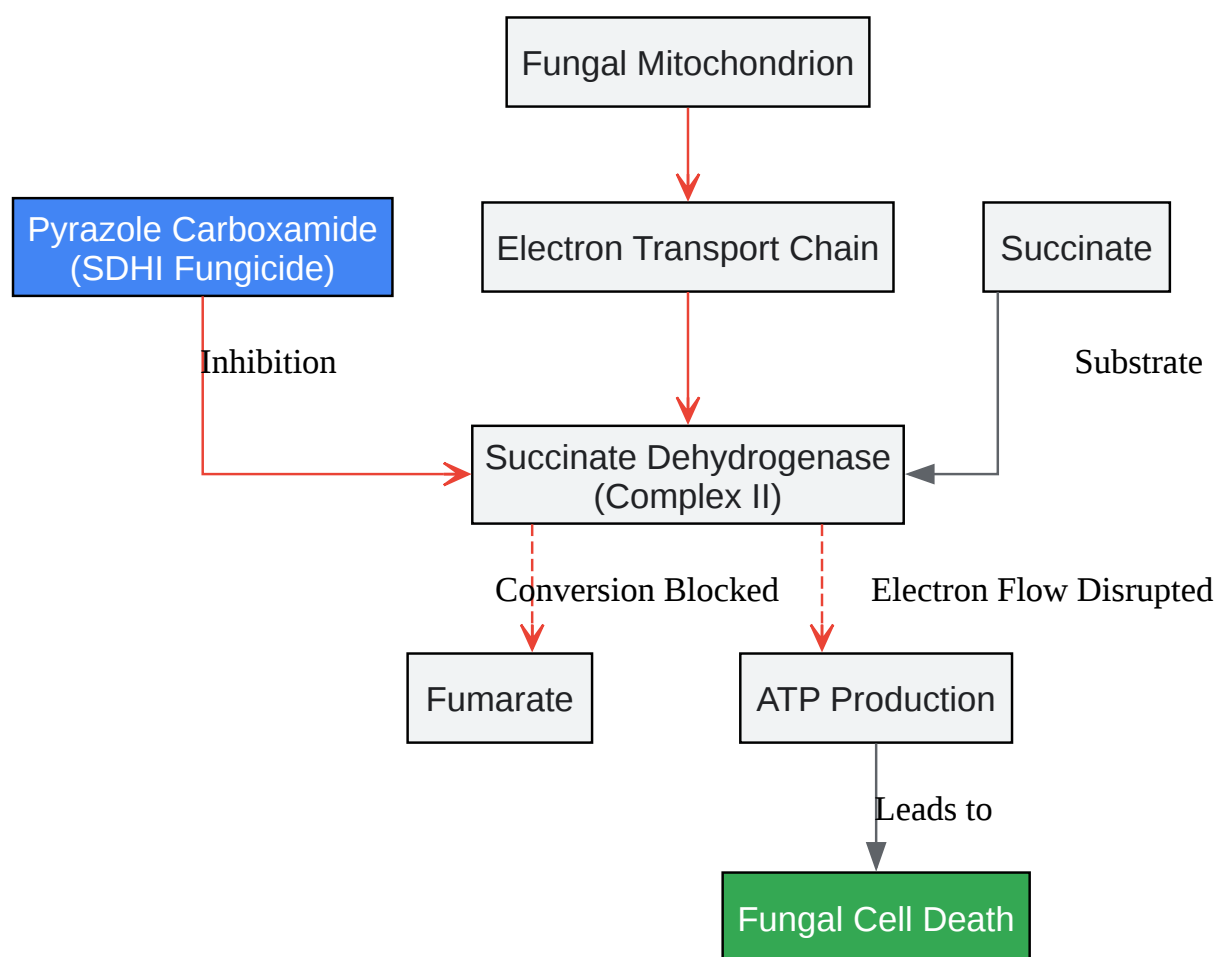 Fungal Mitochondrion
Pyrazole Carboxamide
(SDHI Fungicide)
Electron Transport Chain
Succinate
Inhibition
Substrate
Succinate Dehydrogenase
(Complex II)
Conversion Blocked
Electron Flow Disrupted
Fumarate
ATP Production
Leads to
Fungal Cell Death